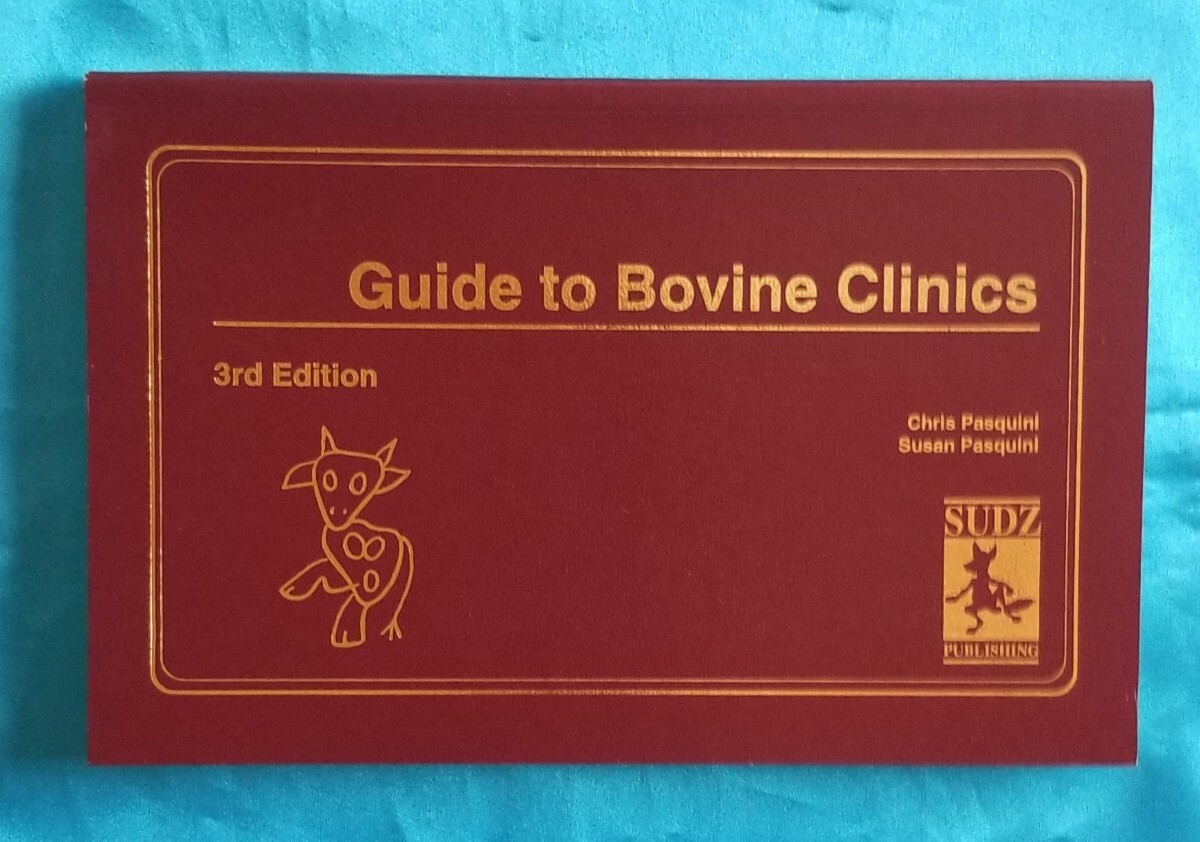 Guide to Bovine Clinics
3rd Edition
Chris Pasquini
Susan Pasquini
SUDZ
PUBLISHING